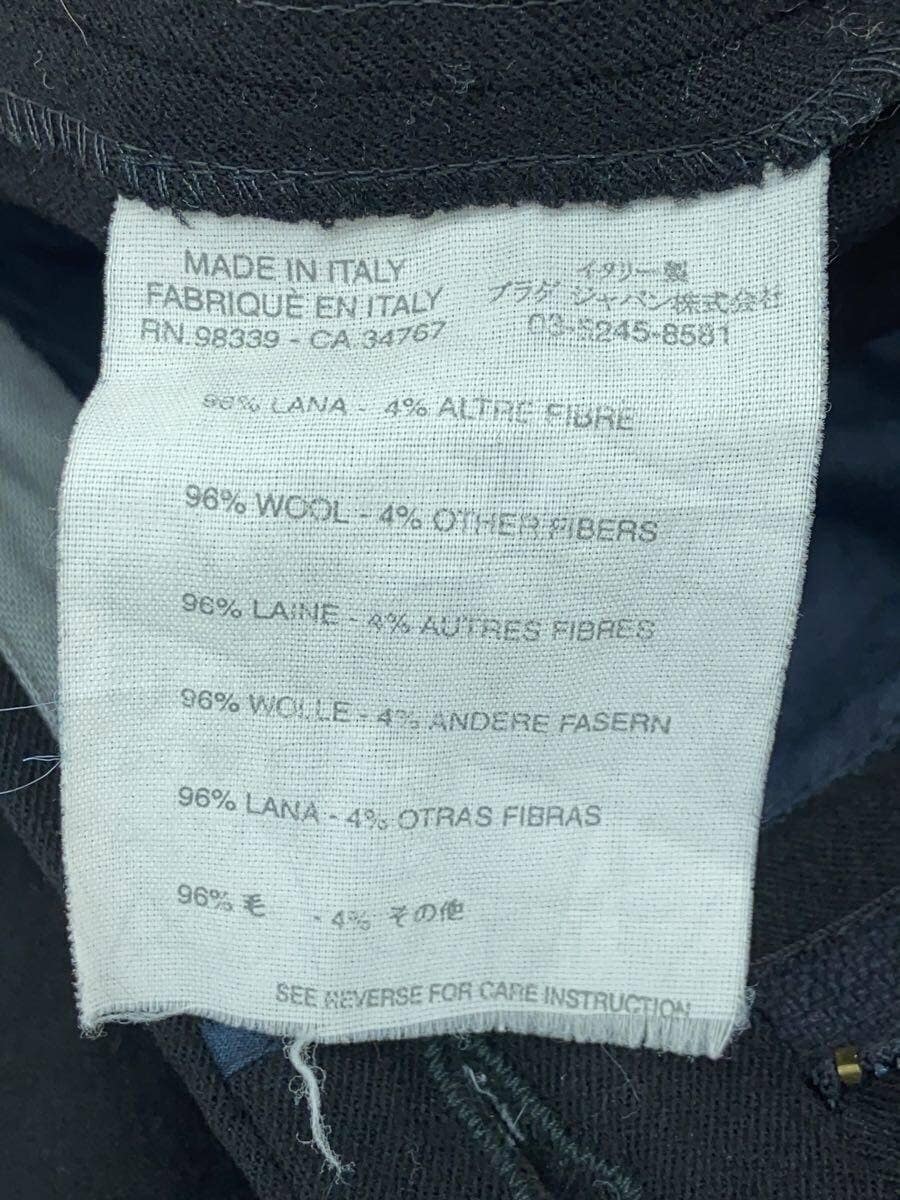 MADE IN ITALY
FABRIQUÈ EN ITALY
RN.98339 - CA 34767
イタリー製
プラダ ジャパン株式会社
03-5245-8581
96% LANA - 4% ALTRE FIBRE
96% WOOL - 4% OTHER FIBERS
96% LAINE - 4% AUTRES FIBRES
96% WOLLE - 4% ANDERE FASERN
96% LANA - 4% OTRAS FIBRAS
96% 毛 - 4% その他
SEE REVERSE FOR CARE INSTRUCTION